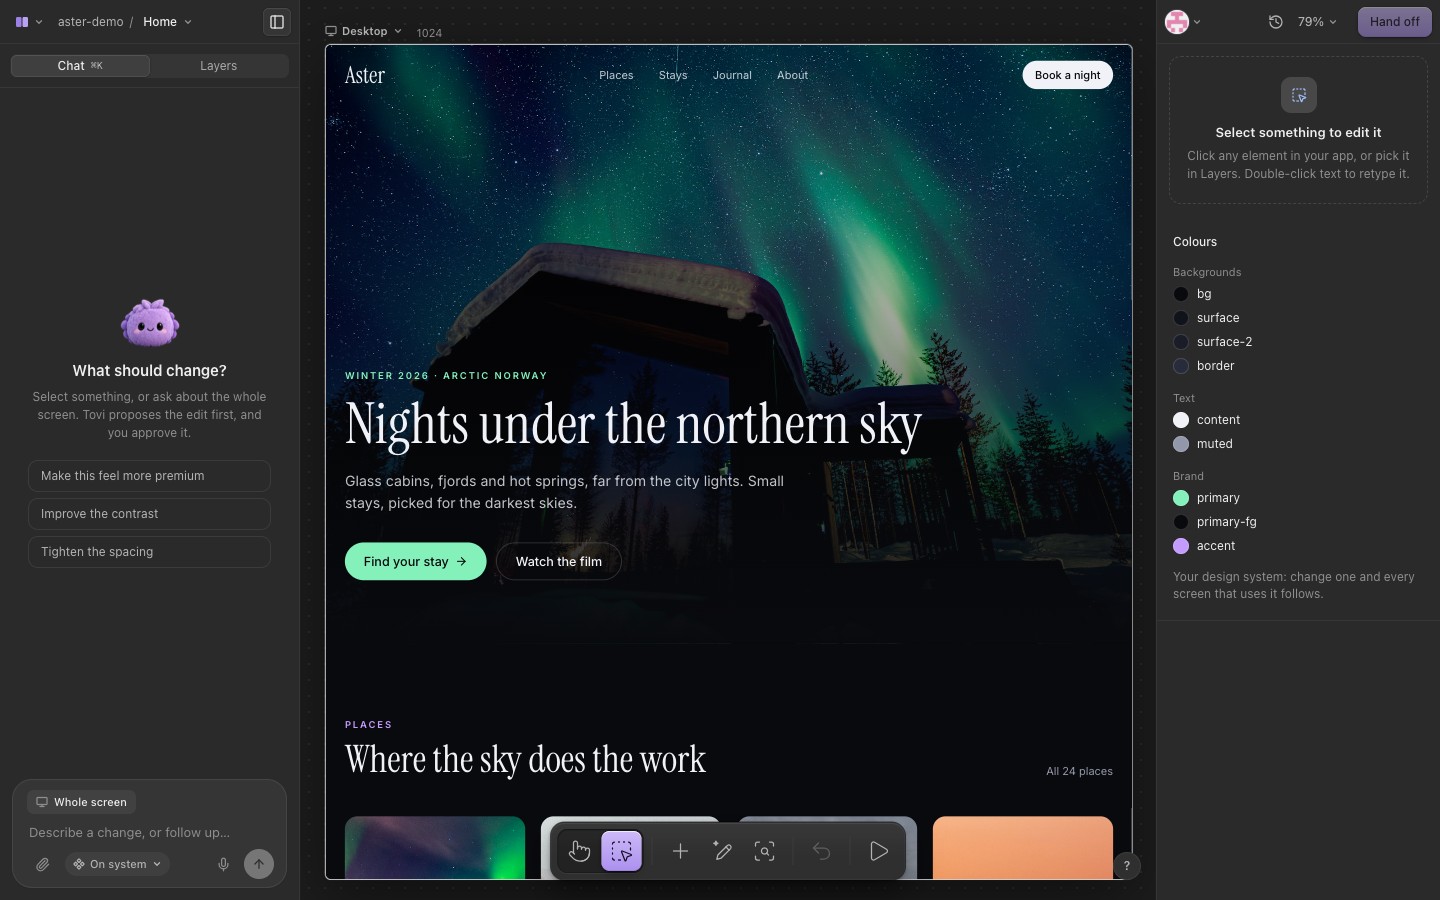 aster-demo / Home
Chat ⌘K
Layers
What should change?
Select something, or ask about the whole
screen. Tovi proposes the edit first, and
you approve it.
Make this feel more premium
Improve the contrast
Tighten the spacing
Whole screen
Describe a change, or follow up...
On system
Desktop 1024
Aster
Places
Stays
Journal
About
Book a night
WINTER 2026 · ARCTIC NORWAY
Nights under the northern sky
Glass cabins, fjords and hot springs, far from the city lights. Small
stays, picked for the darkest skies.
Find your stay →
Watch the film
PLACES
Where the sky does the work
All 24 places
79%
Hand off
Select something to edit it
Click any element in your app, or pick it
in Layers. Double-click text to retype it.
Colours
Backgrounds
bg
surface
surface-2
border
Text
content
muted
Brand
primary
primary-fg
accent
Your design system: change one and every
screen that uses it follows.
?